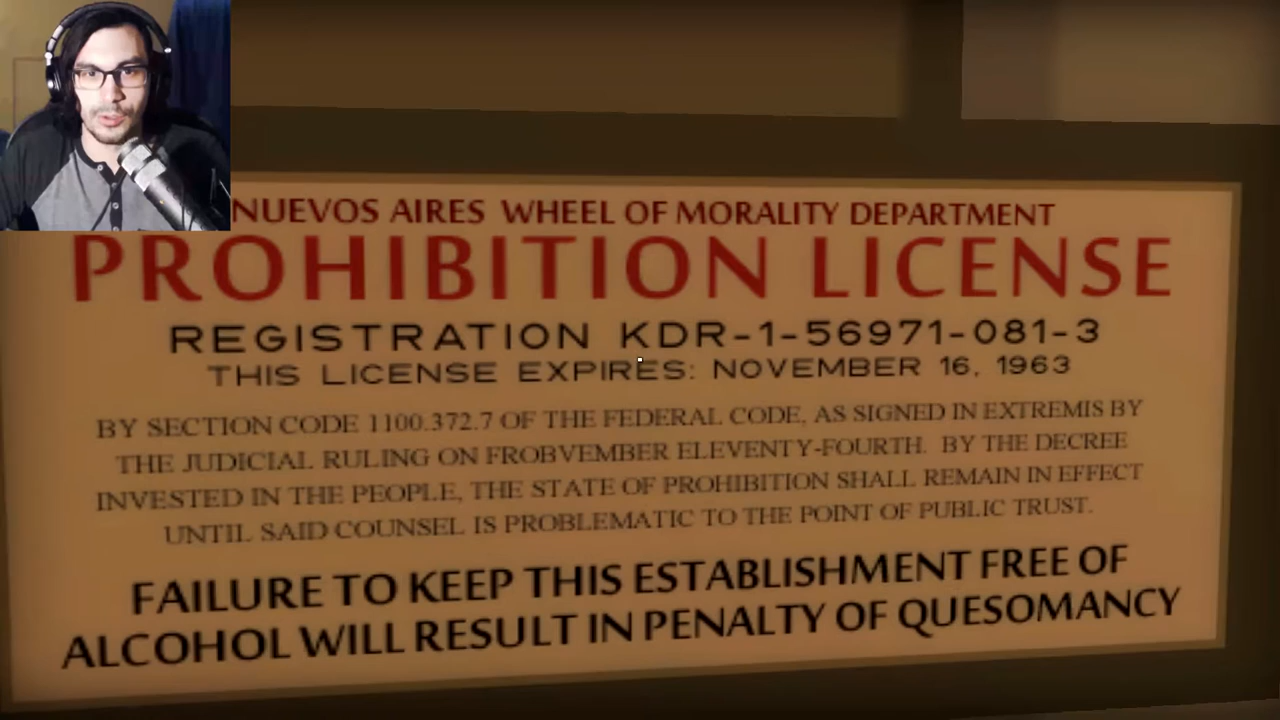 NUEVOS AIRES WHEEL OF MORALITY DEPARTMENT
PROHIBITION LICENSE
REGISTRATION KDR-1-56971-081-3
THIS LICENSE EXPIRES: NOVEMBER 16, 1963
BY SECTION CODE 1100.372.7 OF THE FEDERAL CODE, AS SIGNED IN EXTREMIS BY
THE JUDICIAL RULING ON FROBVEMBER ELEVENTY-FOURTH. BY THE DECREE
INVESTED IN THE PEOPLE, THE STATE OF PROHIBITION SHALL REMAIN IN EFFECT
UNTIL SAID COUNSEL IS PROBLEMATIC TO THE POINT OF PUBLIC TRUST.
FAILURE TO KEEP THIS ESTABLISHMENT FREE OF
ALCOHOL WILL RESULT IN PENALTY OF QUESOMANCY